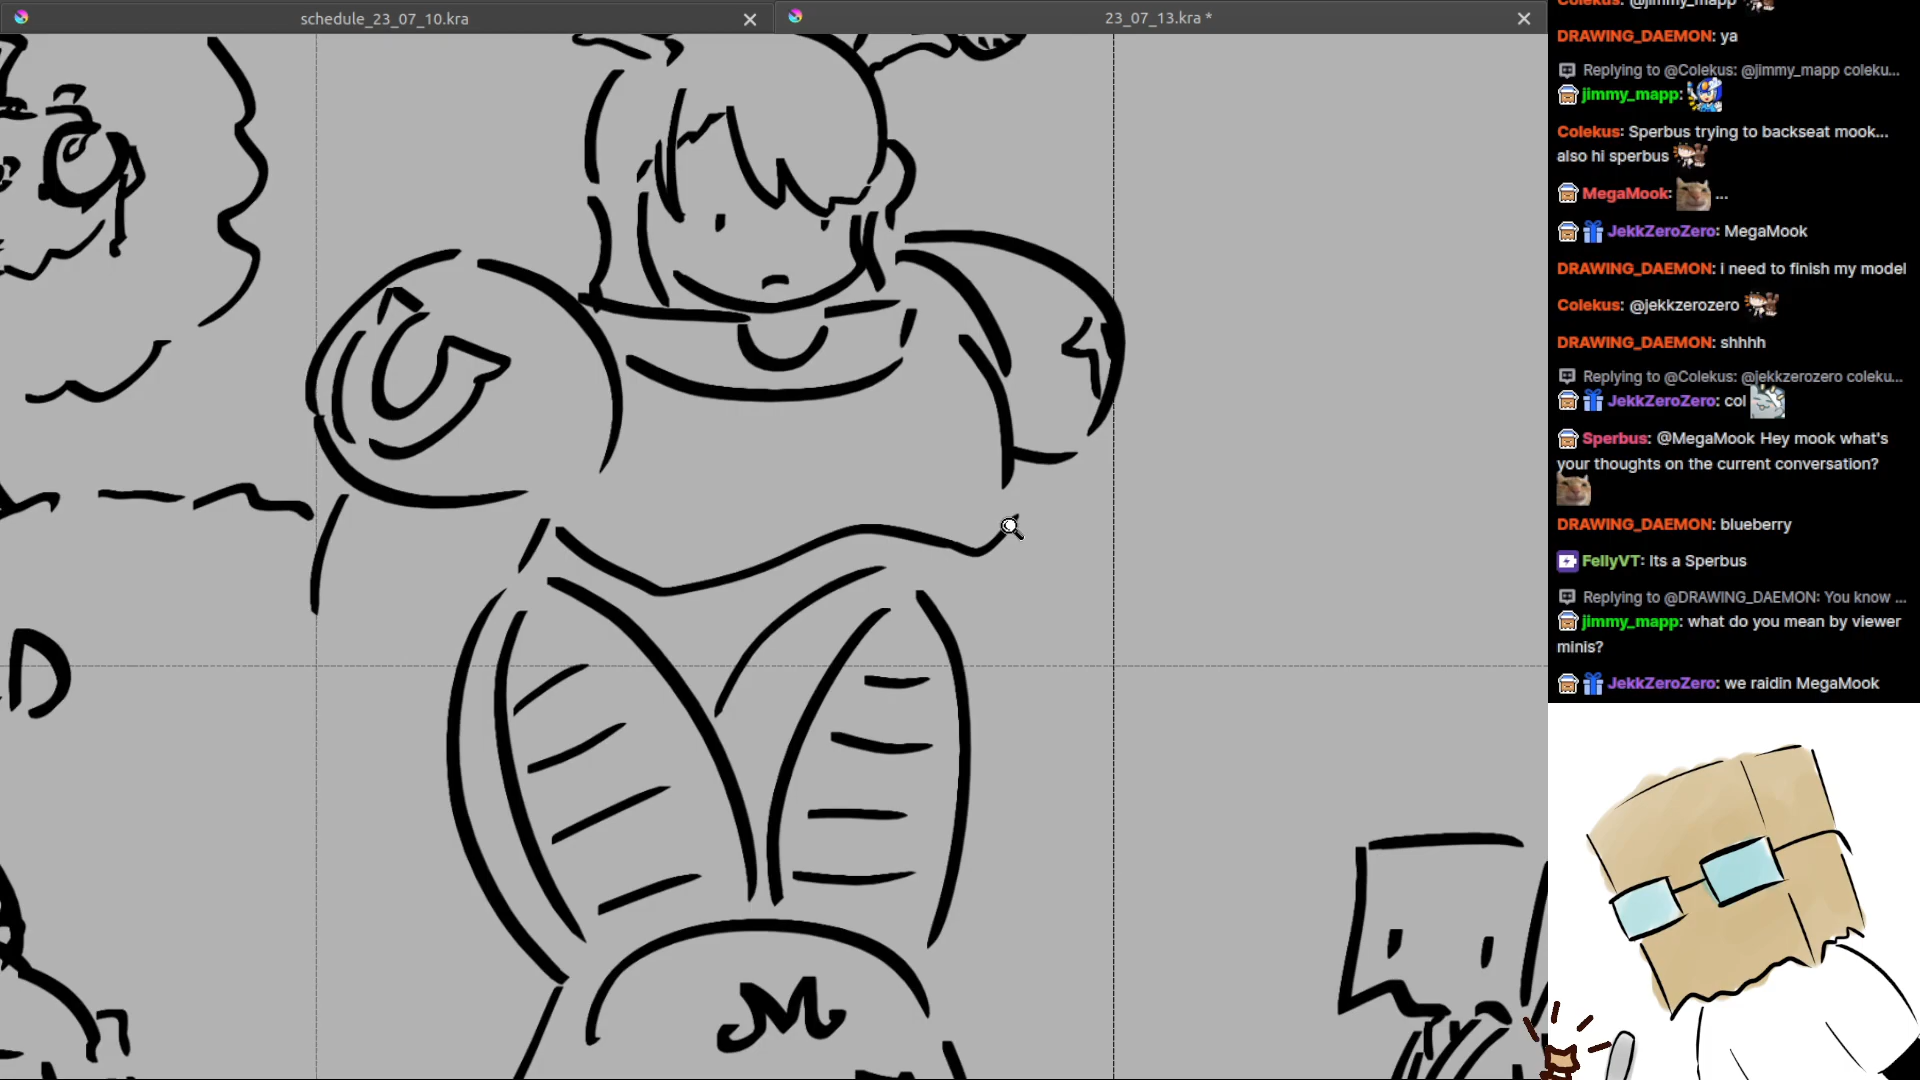 schedule_23_07_10.kra
23_07_13.kra *
Colekus: @jimmy_mapp
DRAWING_DAEMON: ya
Replying to @Colekus: @jimmy_mapp coleku...
jimmy_mapp:
Colekus: Sperbus trying to backseat mook...
also hi sperbus
MegaMook: ...
JekkZeroZero: MegaMook
DRAWING_DAEMON: i need to finish my model
Colekus: @jekkzerozero
DRAWING_DAEMON: shhhh
Replying to @Colekus: @jekkzerozero coleku...
JekkZeroZero: col
Sperbus: @MegaMook Hey mook what's
your thoughts on the current conversation?
DRAWING_DAEMON: blueberry
FellyVT: Its a Sperbus
Replying to @DRAWING_DAEMON: You know ...
jimmy_mapp: what do you mean by viewer
minis?
JekkZeroZero: we raidin MegaMook
D
M